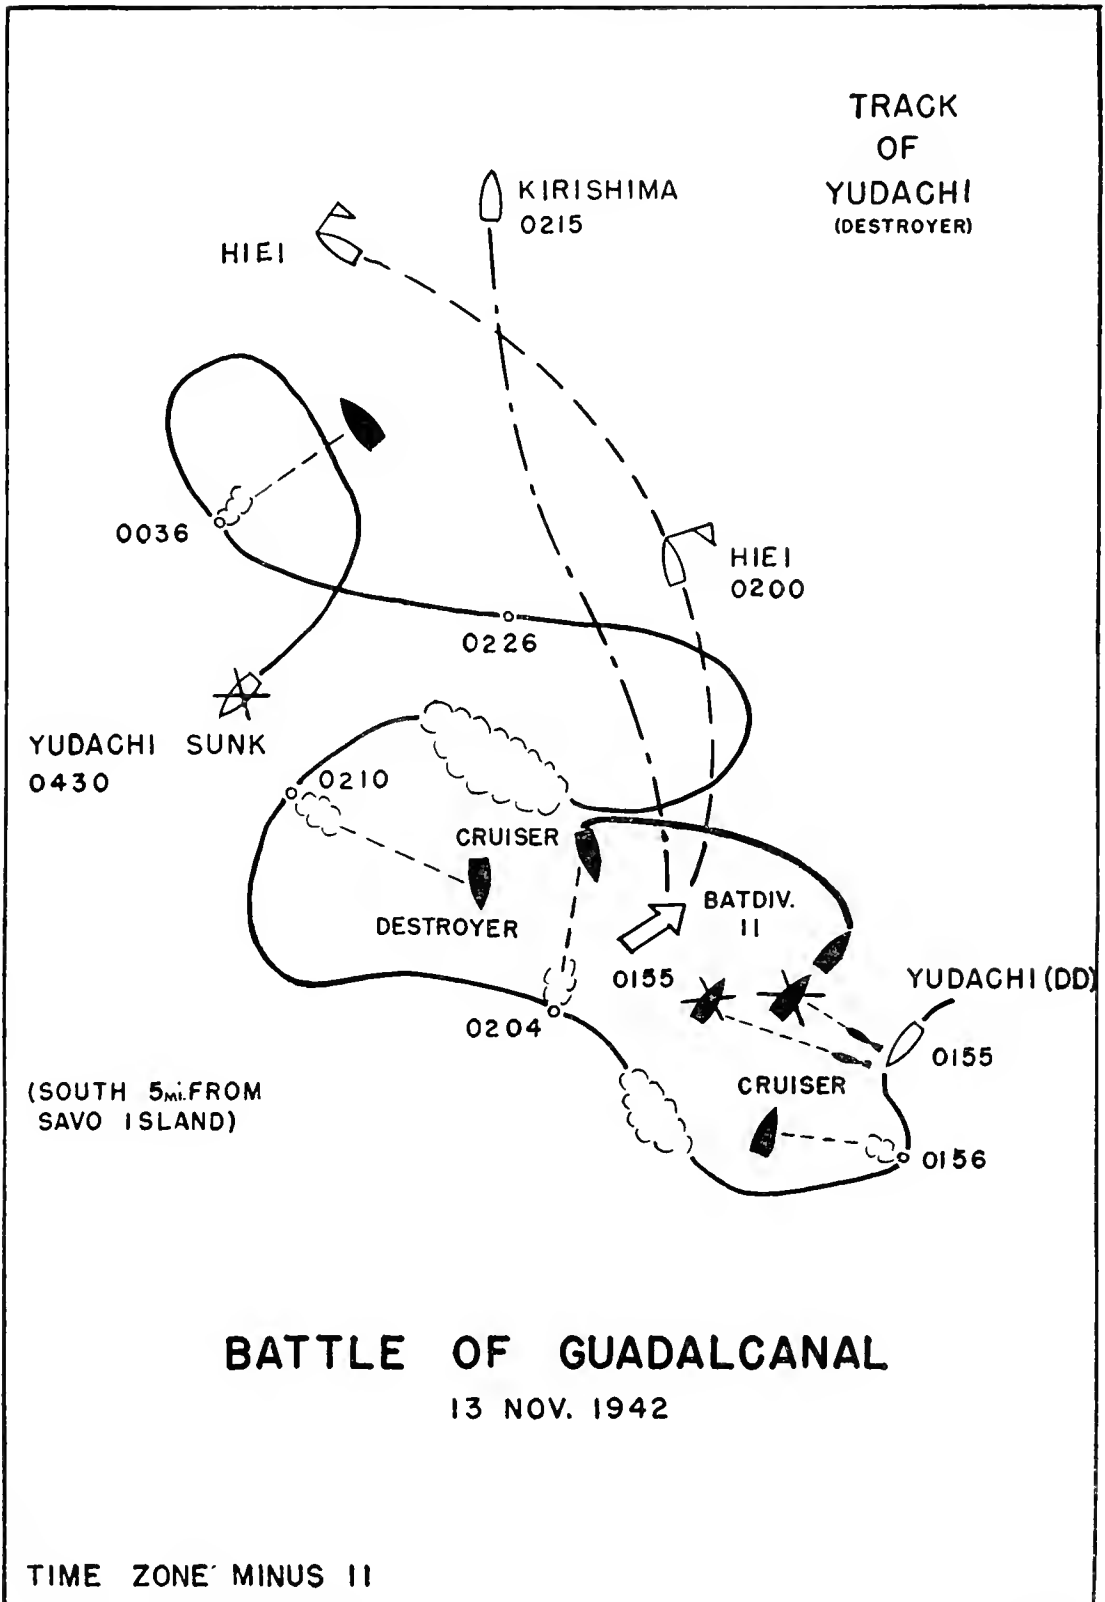 TRACK
OF
YUDACHI
(DESTROYER)
KIRISHIMA
0215
HIEI
0036
HIEI
0200
0226
YUDACHI SUNK
0430
0210
CRUISER
DESTROYER
BATDIV.
11
0155
YUDACHI (DD)
0155
0204
(SOUTH 5MI. FROM
SAVO ISLAND)
CRUISER
0156
BATTLE OF GUADALCANAL
13 NOV. 1942
TIME ZONE MINUS 11